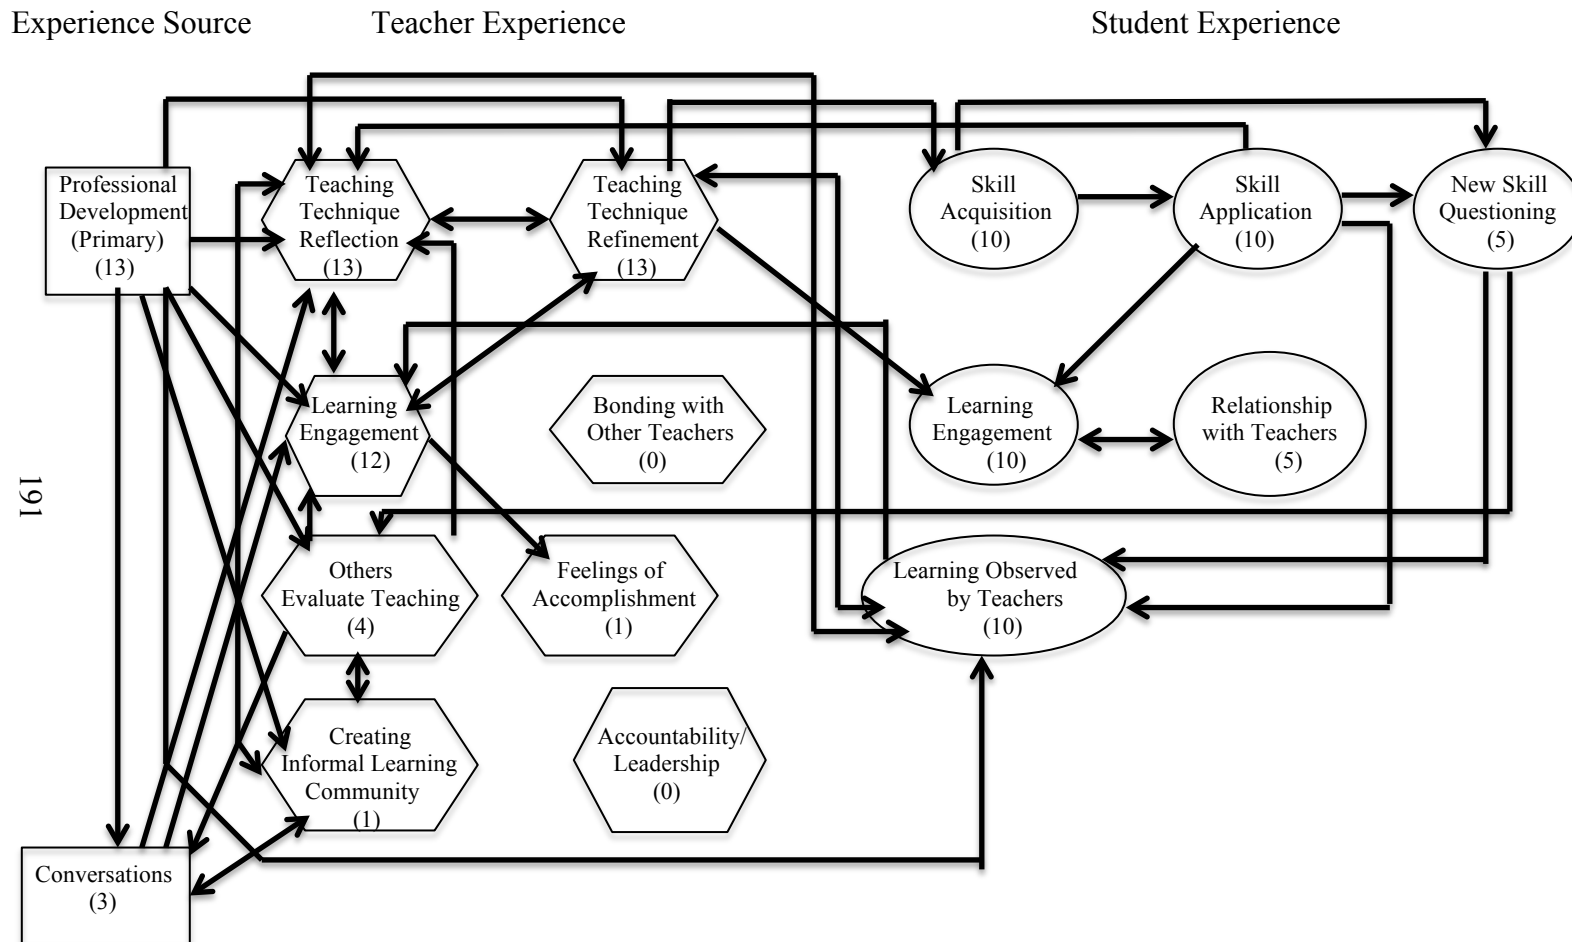 Experience Source
Teacher Experience
Student Experience
Professional
Development
(Primary)
(13)
Teaching
Technique
Reflection
(13)
Teaching
Technique
Refinement
(13)
Skill
Acquisition
(10)
Skill
Application
(10)
New Skill
Questioning
(5)
Learning
Engagement
(12)
Bonding with
Other Teachers
(0)
Learning
Engagement
(10)
Relationship
with Teachers
(5)
191
Others
Evaluate Teaching
(4)
Feelings of
Accomplishment
(1)
Learning Observed
by Teachers
(10)
Creating
Informal Learning
Community
(1)
Accountability/
Leadership
(0)
Conversations
(3)